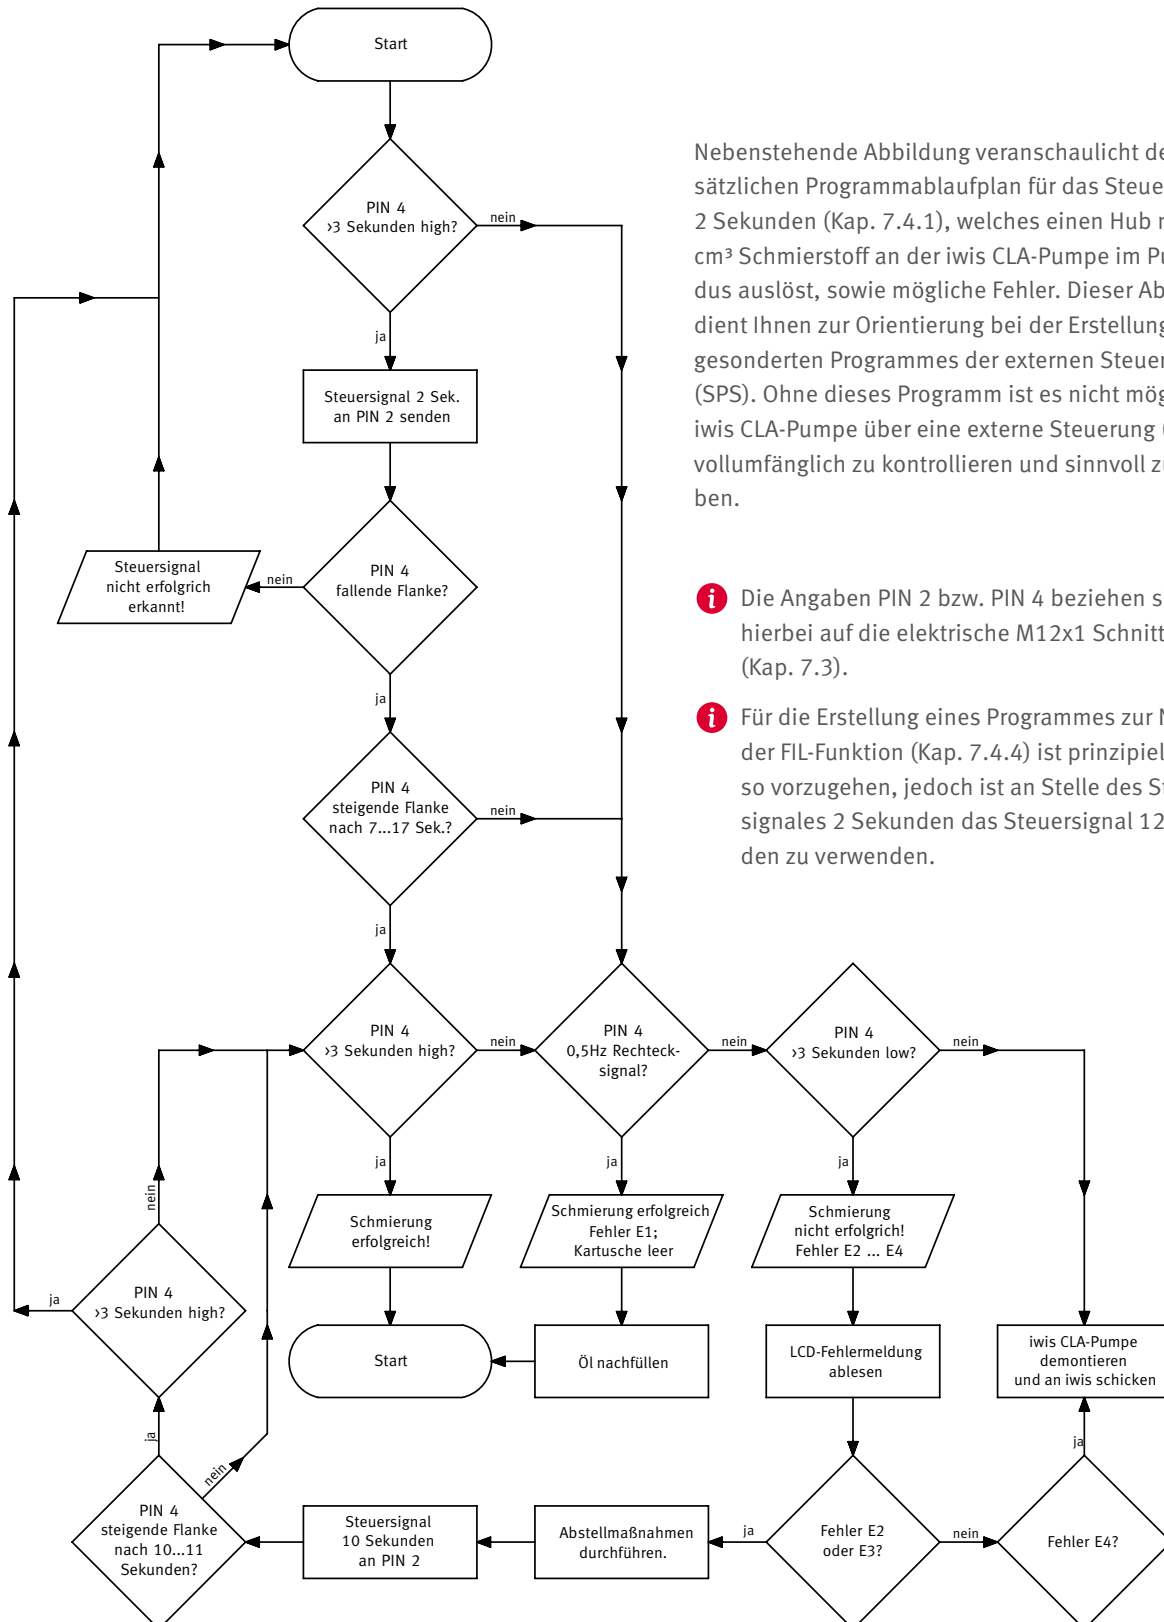 Start
PIN 4
>3 Sekunden high?
nein
ja
Steuersignal 2 Sek.
an PIN 2 senden
PIN 4
fallende Flanke?
nein
Steuersignal
nicht erfolgrich
erkannt!
ja
PIN 4
steigende Flanke
nach 7...17 Sek.?
nein
ja
PIN 4
>3 Sekunden high?
nein
PIN 4
0,5Hz Rechteck-
signal?
nein
PIN 4
>3 Sekunden low?
nein
ja
ja
ja
Schmierung
erfolgreich!
Schmierung erfolgreich
Fehler E1;
Kartusche leer
Schmierung
nicht erfolgrich!
Fehler E2 ... E4
nein
PIN 4
>3 Sekunden high?
ja
Start
Öl nachfüllen
LCD-Fehlermeldung
ablesen
iwis CLA-Pumpe
demontieren
und an iwis schicken
ja
nein
ja
PIN 4
steigende Flanke
nach 10...11
Sekunden?
Steuersignal
10 Sekunden
an PIN 2
Abstellmaßnahmen
durchführen.
ja
Fehler E2
oder E3?
nein
Fehler E4?
Nebenstehende Abbildung veranschaulicht
sätzlichen Programmablaufplan für das
2 Sekunden (Kap. 7.4.1), welches einen Hub
cm³ Schmierstoff an der iwis CLA-Pumpe im
dus auslöst, sowie mögliche Fehler. Dieser
dient Ihnen zur Orientierung bei der Erstellung
gesonderten Programmes der externen
(SPS). Ohne dieses Programm ist es nicht
iwis CLA-Pumpe über eine externe Steuerung
vollumfänglich zu kontrollieren und sinnvoll
ben.
i Die Angaben PIN 2 bzw. PIN 4 beziehen
hierbei auf die elektrische M12x1
(Kap. 7.3).
i Für die Erstellung eines Programmes zur
der FIL-Funktion (Kap. 7.4.4) ist
so vorzugehen, jedoch ist an Stelle des
signales 2 Sekunden das Steuersignal 12
den zu verwenden.